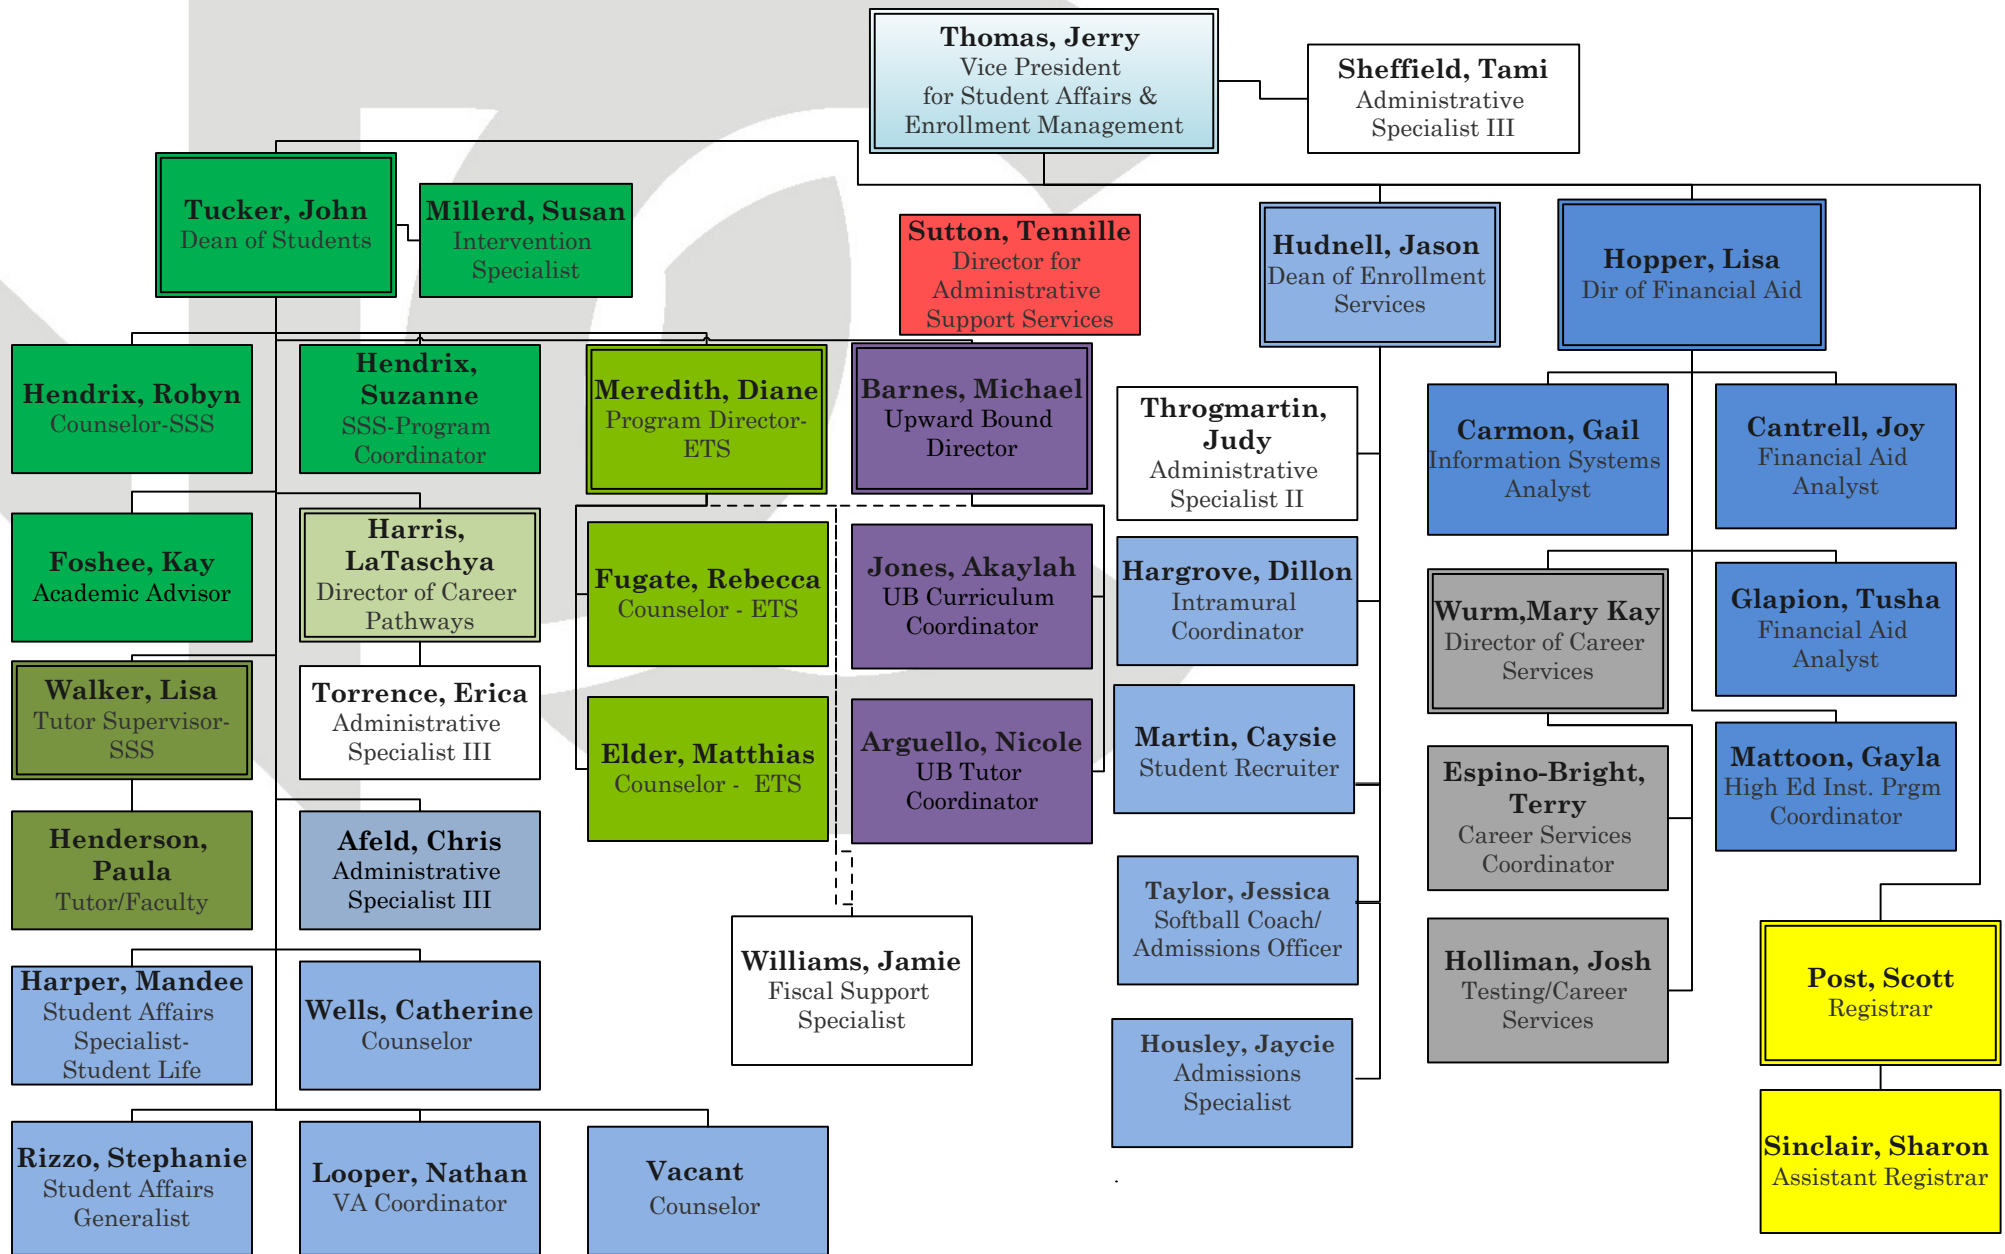 Thomas, Jerry
Vice President
for Student Affairs &
Enrollment Management
Sheffield, Tami
Administrative
Specialist III
Tucker, John
Dean of Students
Millerd, Susan
Intervention
Specialist
Sutton, Tennille
Director for
Administrative
Support Services
Hudnell, Jason
Dean of Enrollment
Services
Hopper, Lisa
Dir of Financial Aid
Hendrix, Robyn
Counselor-SSS
Hendrix,
Suzanne
SSS-Program
Coordinator
Meredith, Diane
Program Director-
ETS
Barnes, Michael
Upward Bound
Director
Throgmartin,
Judy
Administrative
Specialist II
Carmon, Gail
Information Systems
Analyst
Cantrell, Joy
Financial Aid
Analyst
Foshee, Kay
Academic Advisor
Harris,
LaTaschya
Director of Career
Pathways
Fugate, Rebecca
Counselor - ETS
Jones, Akaylah
UB Curriculum
Coordinator
Hargrove, Dillon
Intramural
Coordinator
Wurm,Mary Kay
Director of Career
Services
Glapion, Tusha
Financial Aid
Analyst
Walker, Lisa
Tutor Supervisor-
SSS
Torrence, Erica
Administrative
Specialist III
Elder, Matthias
Counselor - ETS
Arguello, Nicole
UB Tutor
Coordinator
Martin, Caysie
Student Recruiter
Espino-Bright,
Terry
Career Services
Coordinator
Mattoon, Gayla
High Ed Inst. Prgm
Coordinator
Henderson,
Paula
Tutor/Faculty
Afeld, Chris
Administrative
Specialist III
Williams, Jamie
Fiscal Support
Specialist
Taylor, Jessica
Softball Coach/
Admissions Officer
Holliman, Josh
Testing/Career
Services
Post, Scott
Registrar
Harper, Mandee
Student Affairs
Specialist-
Student Life
Wells, Catherine
Counselor
Housley, Jaycie
Admissions
Specialist
Sinclair, Sharon
Assistant Registrar
Rizzo, Stephanie
Student Affairs
Generalist
Looper, Nathan
VA Coordinator
Vacant
Counselor
.